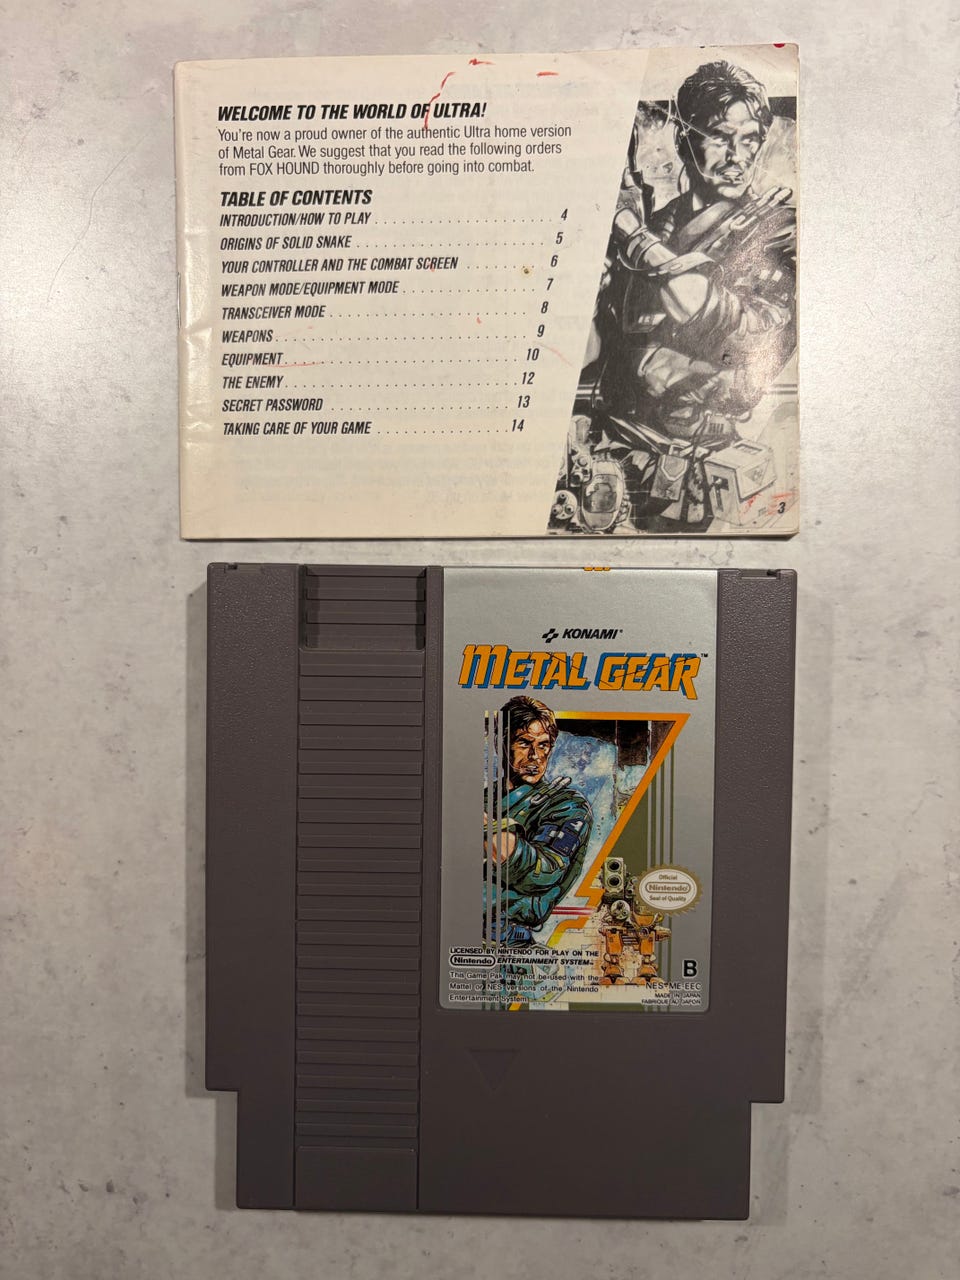 WELCOME TO THE WORLD OF ULTRA!
You're now a proud owner of the authentic Ultra home version
of Metal Gear. We suggest that you read the following orders
from FOX HOUND thoroughly before going into combat.
TABLE OF CONTENTS
INTRODUCTION/HOW TO PLAY . . . . . . . . . . . . . . . . . . . . . 4
ORIGINS OF SOLID SNAKE . . . . . . . . . . . . . . . . . . . . . . 5
YOUR CONTROLLER AND THE COMBAT SCREEN . . . . . . . . 6
WEAPON MODE/EQUIPMENT MODE . . . . . . . . . . . . . . . . 7
TRANSCEIVER MODE . . . . . . . . . . . . . . . . . . . . . . . 8
WEAPONS . . . . . . . . . . . . . . . . . . . . . . . . . . . . . 9
EQUIPMENT . . . . . . . . . . . . . . . . . . . . . . . . . . . 10
THE ENEMY . . . . . . . . . . . . . . . . . . . . . . . . . . . 12
SECRET PASSWORD . . . . . . . . . . . . . . . . . . . . . 13
TAKING CARE OF YOUR GAME . . . . . . . . . . . . . . . 14
3
KONAMI®
METAL GEAR™
Official
Nintendo
Seal of Quality
LICENSED BY NINTENDO FOR PLAY ON THE
Nintendo ENTERTAINMENT SYSTEM™
This Game Pak may not be used with the
Mattel or NES versions of the Nintendo
Entertainment System.
B
NES-ME-EEC
MADE IN JAPAN
FABRIQUE AU JAPON